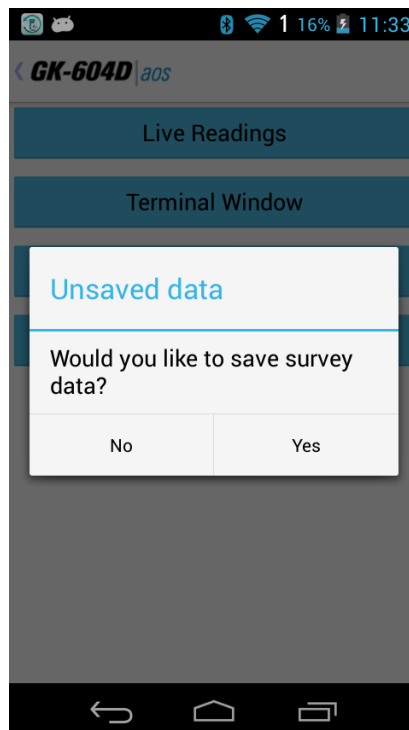 1 16% 11:33
GK-604D|aos
Live Readings
Terminal Window
Unsaved data
Would you like to save survey
data?
No Yes